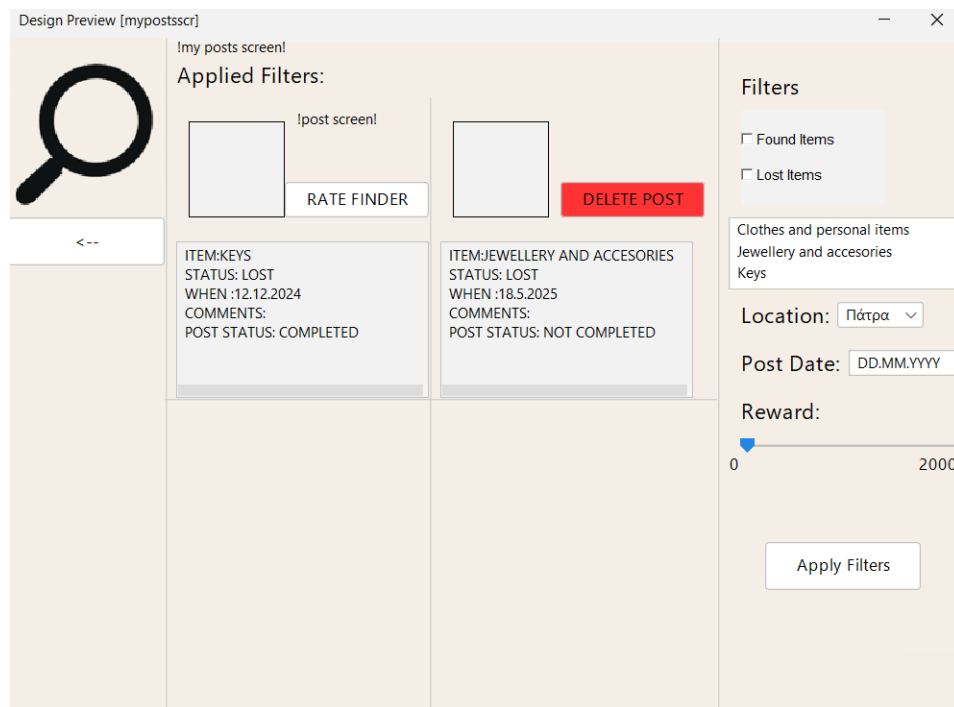 Design Preview [mypostsscr]
!my posts screen!
Applied Filters:
<--
!post screen!
RATE FINDER
ITEM:KEYS
STATUS: LOST
WHEN :12.12.2024
COMMENTS:
POST STATUS: COMPLETED
DELETE POST
ITEM:JEWELLERY AND ACCESORIES
STATUS: LOST
WHEN :18.5.2025
COMMENTS:
POST STATUS: NOT COMPLETED
Filters
Found Items
Lost Items
Clothes and personal items
Jewellery and accesories
Keys
Location: Πάτρα
Post Date: DD.MM.YYYY
Reward:
0 2000
Apply Filters